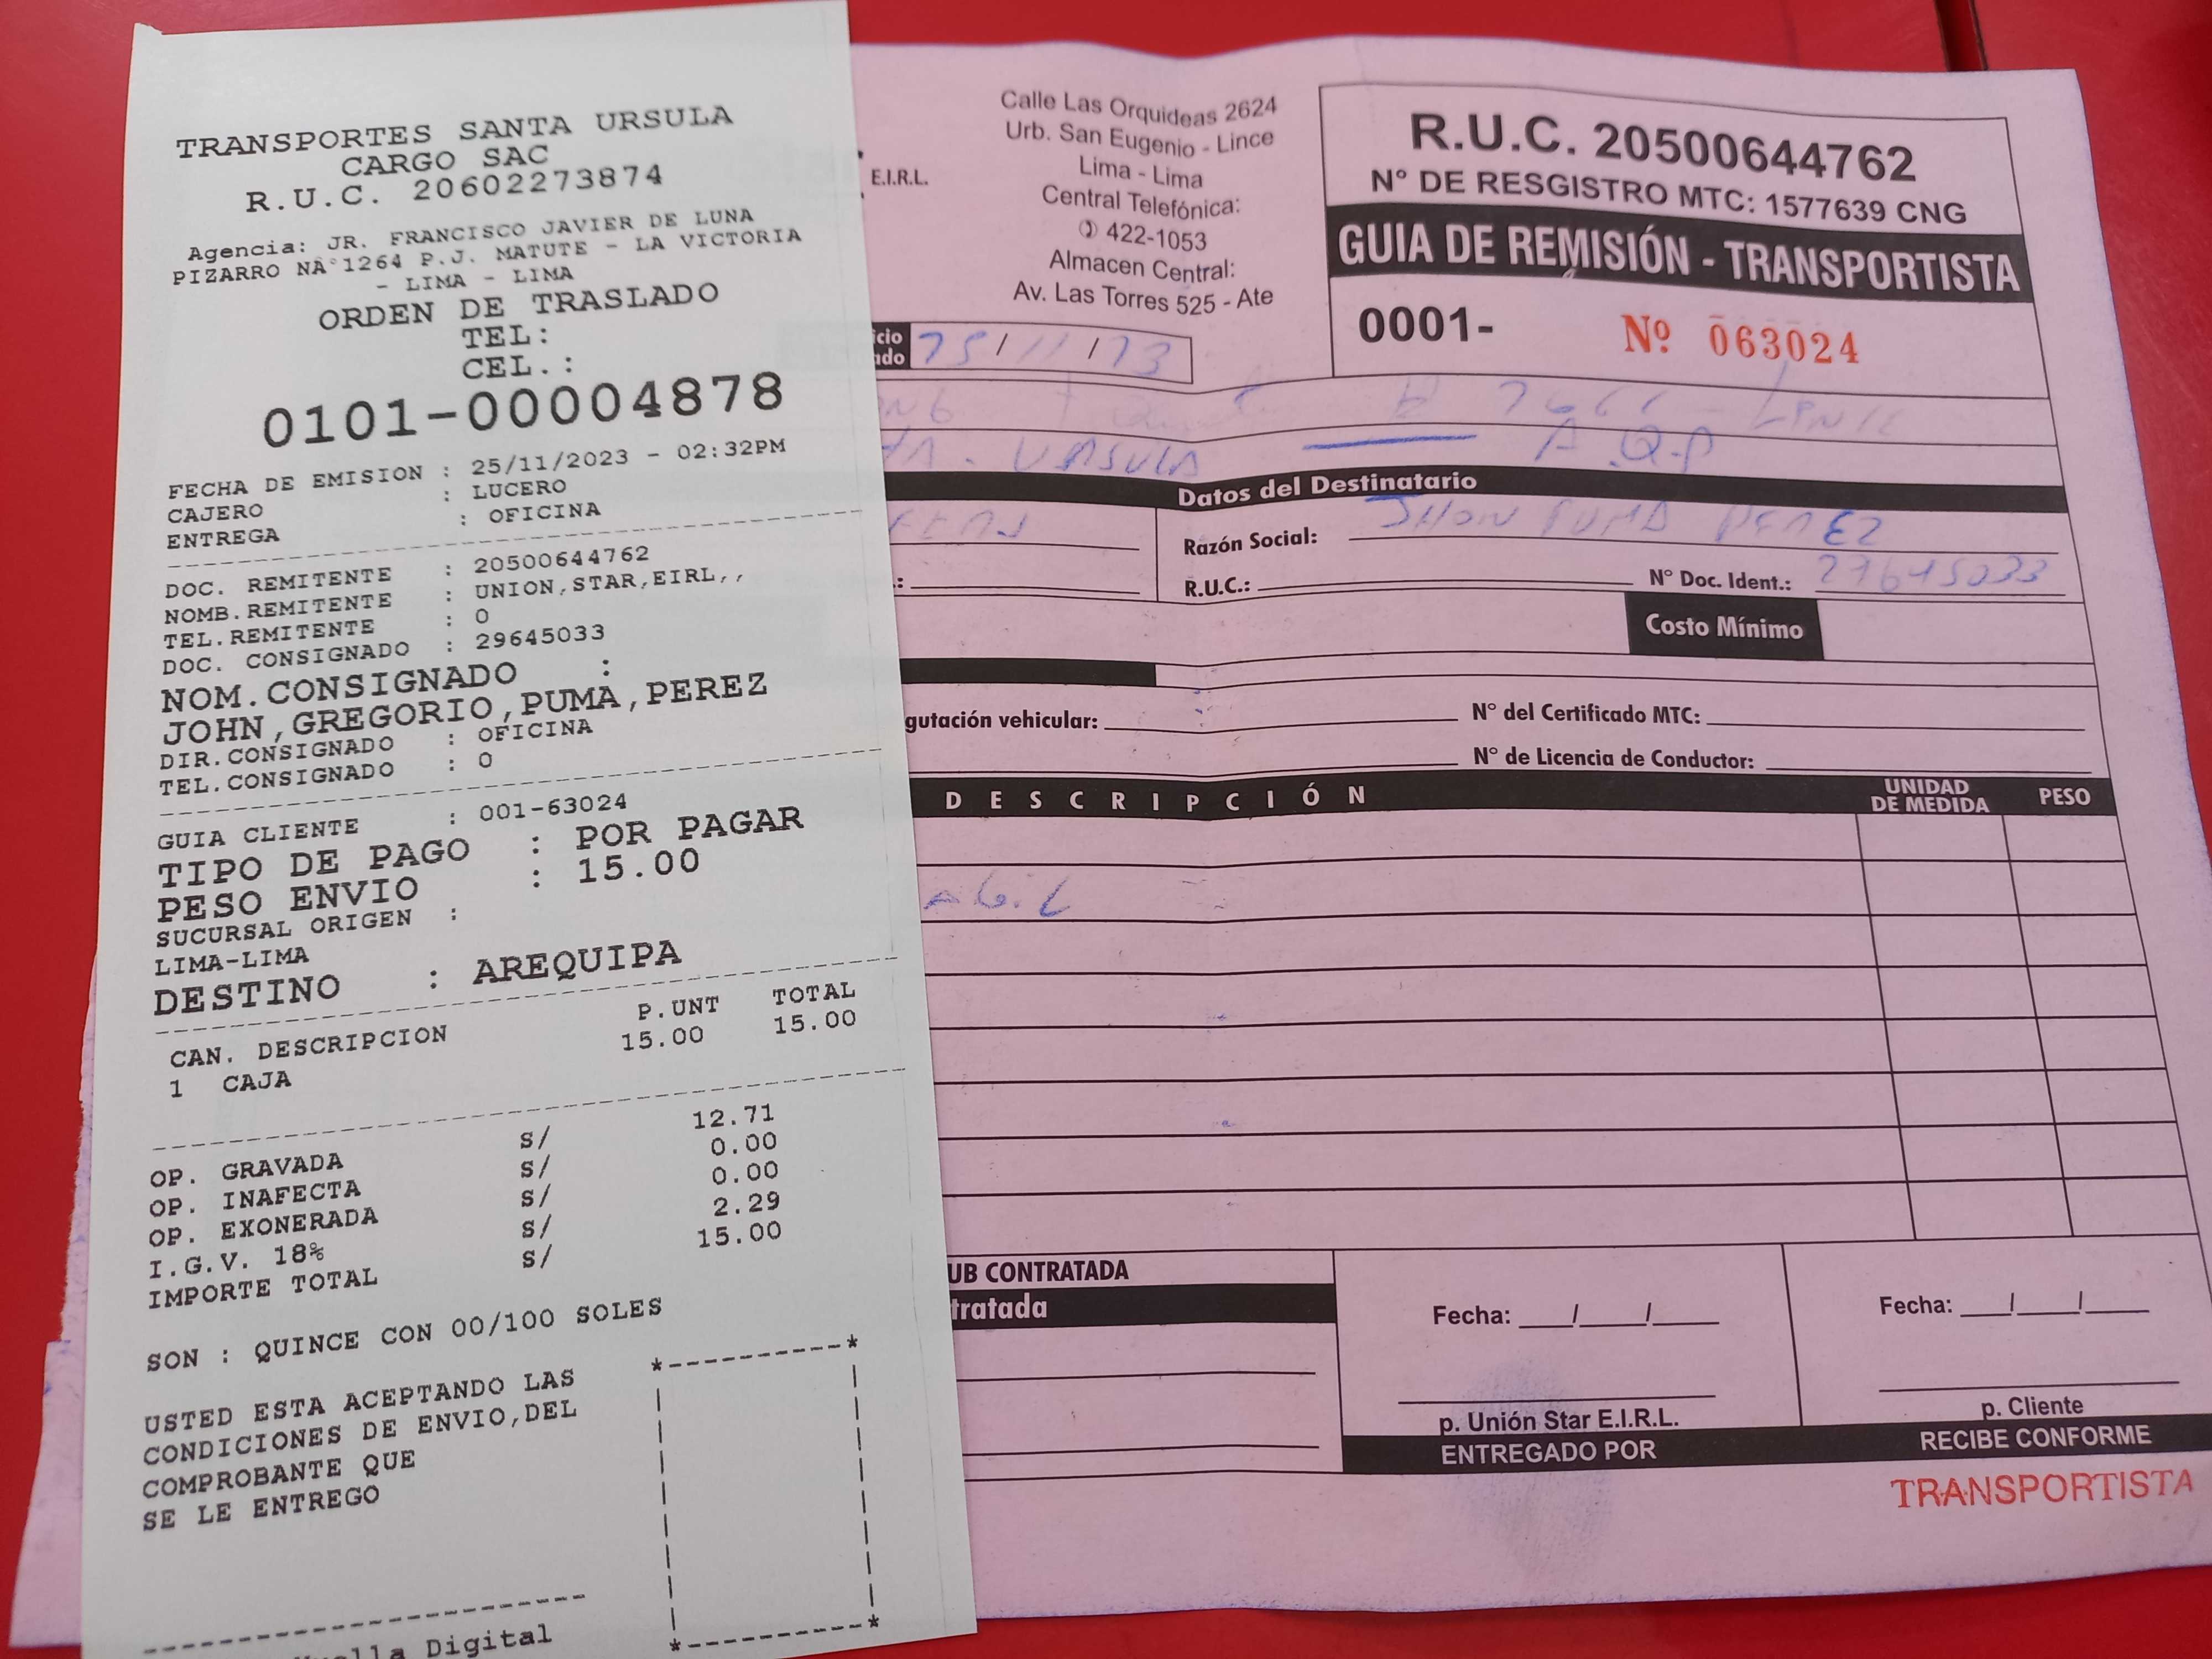 TRANSPORTES SANTA URSULA
CARGO SAC
R.U.C. 20602273874
Agencia: JR. FRANCISCO JAVIER DE LUNA
PIZARRO NÂ°1264 P.J. MATUTE - LA VICTORIA
- LIMA - LIMA
ORDEN DE TRASLADO
TEL:
CEL.:
0101-00004878
FECHA DE EMISION : 25/11/2023 - 02:32PM
CAJERO : LUCERO
ENTREGA : OFICINA
DOC. REMITENTE : 20500644762
NOMB.REMITENTE : UNION,STAR,EIRL,,
TEL.REMITENTE : 0
DOC. CONSIGNADO : 29645033
NOM.CONSIGNADO :
JOHN,GREGORIO,PUMA,PEREZ
DIR.CONSIGNADO : OFICINA
TEL.CONSIGNADO : 0
GUIA CLIENTE : 001-63024
TIPO DE PAGO : POR PAGAR
PESO ENVIO : 15.00
SUCURSAL ORIGEN :
LIMA-LIMA
DESTINO : AREQUIPA
CAN. DESCRIPCION P.UNT TOTAL
1 CAJA 15.00 15.00
OP. GRAVADA S/ 12.71
OP. INAFECTA S/ 0.00
OP. EXONERADA S/ 0.00
I.G.V. 18% S/ 2.29
IMPORTE TOTAL S/ 15.00
SON : QUINCE CON 00/100 SOLES
USTED ESTA ACEPTANDO LAS
CONDICIONES DE ENVIO,DEL
COMPROBANTE QUE
SE LE ENTREGO
Digital
E.I.R.L.
Calle Las Orquideas 2624
Urb. San Eugenio - Lince
Lima - Lima
Central Telefónica:
422-1053
Almacen Central:
Av. Las Torres 525 - Ate
R.U.C. 20500644762
N° DE RESGISTRO MTC: 1577639 CNG
GUIA DE REMISIÓN - TRANSPORTISTA
0001- Nº 063024
URSULA A.Q.P
Datos del Destinatario
Razón Social: JHON PUMA PEREZ
R.U.C.: N° Doc. Ident.:
Costo Mínimo
vehicular: N° del Certificado MTC:
N° de Licencia de Conductor:
DESCRIPCIÓN UNIDAD DE MEDIDA PESO
CONTRATADA
Fecha: / / Fecha: / /
p. Unión Star E.I.R.L. p. Cliente
ENTREGADO POR RECIBE CONFORME
TRANSPORTISTA